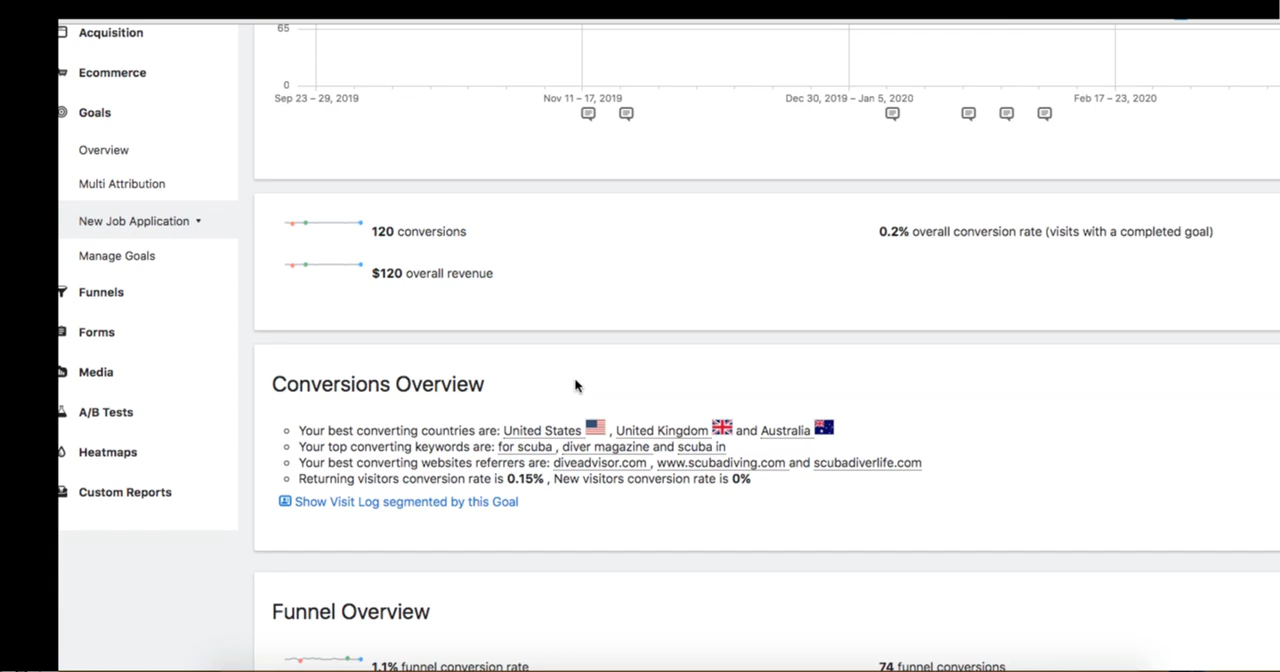 Acquisition
Ecommerce
Goals
Overview
Multi Attribution
New Job Application
Manage Goals
Funnels
Forms
Media
A/B Tests
Heatmaps
Custom Reports
65
0
Sep 23 – 29, 2019
Nov 11 – 17, 2019
Dec 30, 2019 – Jan 5, 2020
Feb 17 – 23, 2020
120 conversions
0.2% overall conversion rate (visits with a completed goal)
$120 overall revenue
Conversions Overview
Your best converting countries are: United States , United Kingdom and Australia
Your top converting keywords are: for scuba , diver magazine and scuba in
Your best converting websites referrers are: diveadvisor.com , www.scubadiving.com and scubadiverlife.com
Returning visitors conversion rate is 0.15% , New visitors conversion rate is 0%
Show Visit Log segmented by this Goal
Funnel Overview
1.1% funnel conversion rate
74 funnel conversions